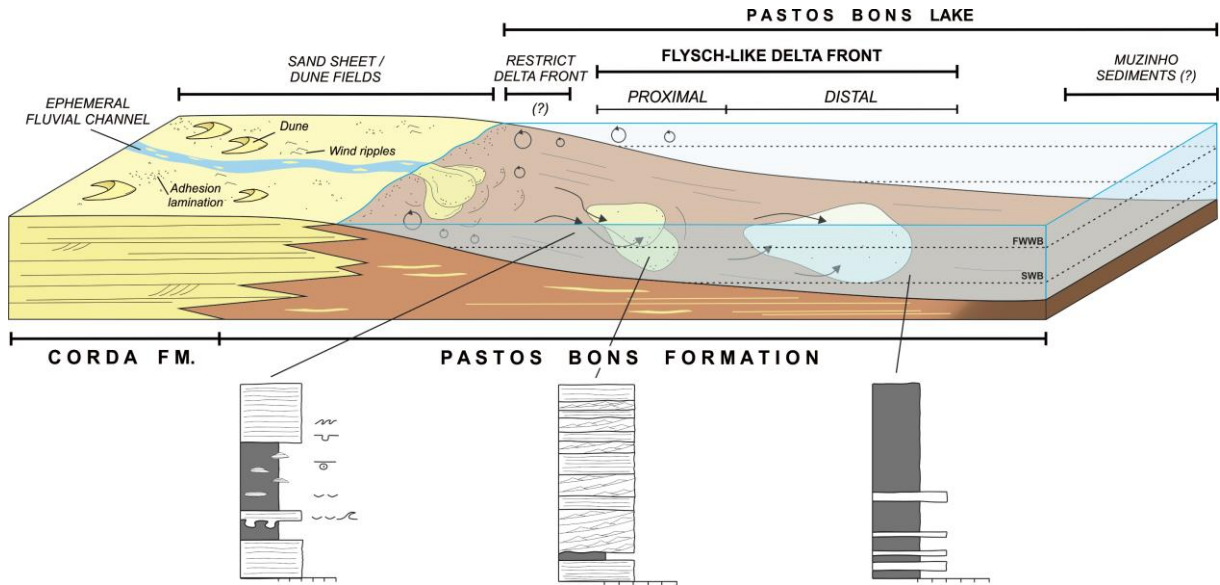 PASTOS BONS LAKE
FLYSCH-LIKE DELTA FRONT
SAND SHEET /
DUNE FIELDS
RESTRICT
DELTA FRONT
(?)
MUZINHO
SEDIMENTS (?)
PROXIMAL
DISTAL
EPHEMERAL
FLUVIAL CHANNEL
Dune
Wind ripples
Adhesion
lamination
FWWB
SWB
CORDA FM.
PASTOS BONS FORMATION